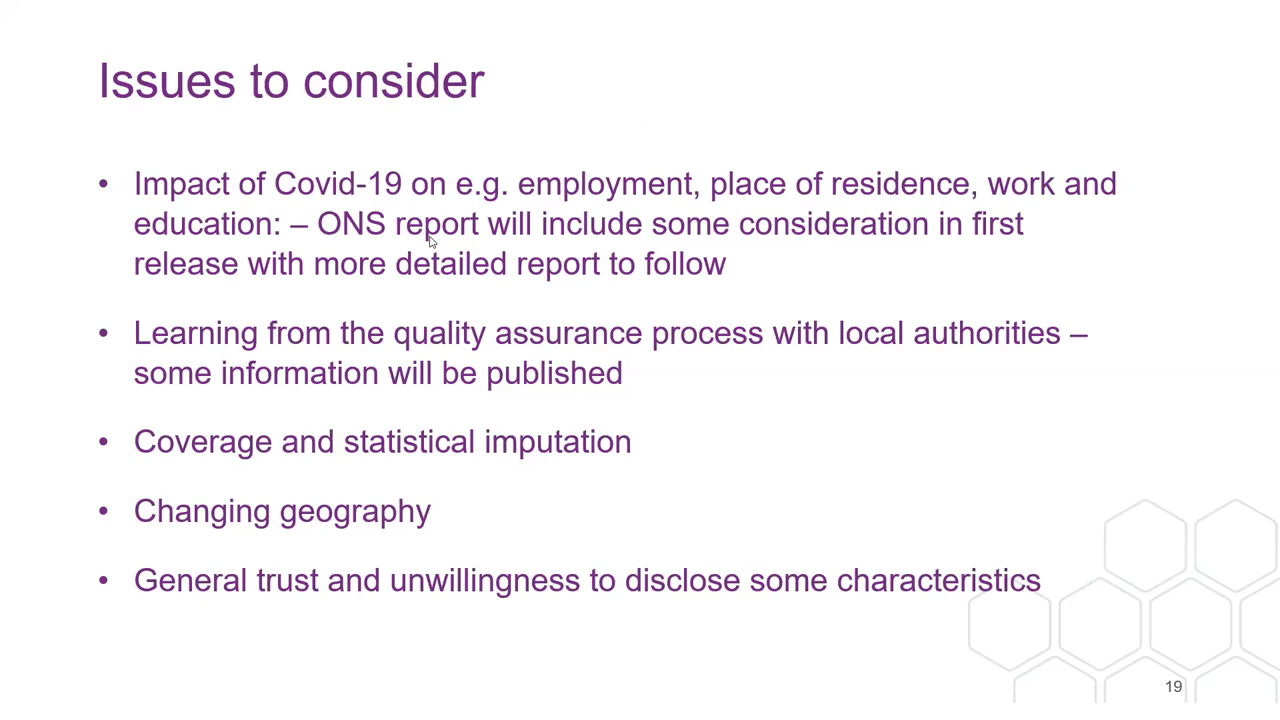 Issues to consider
• Impact of Covid-19 on e.g. employment, place of residence, work and
education: – ONS report will include some consideration in first
release with more detailed report to follow
• Learning from the quality assurance process with local authorities –
some information will be published
• Coverage and statistical imputation
• Changing geography
• General trust and unwillingness to disclose some characteristics
19